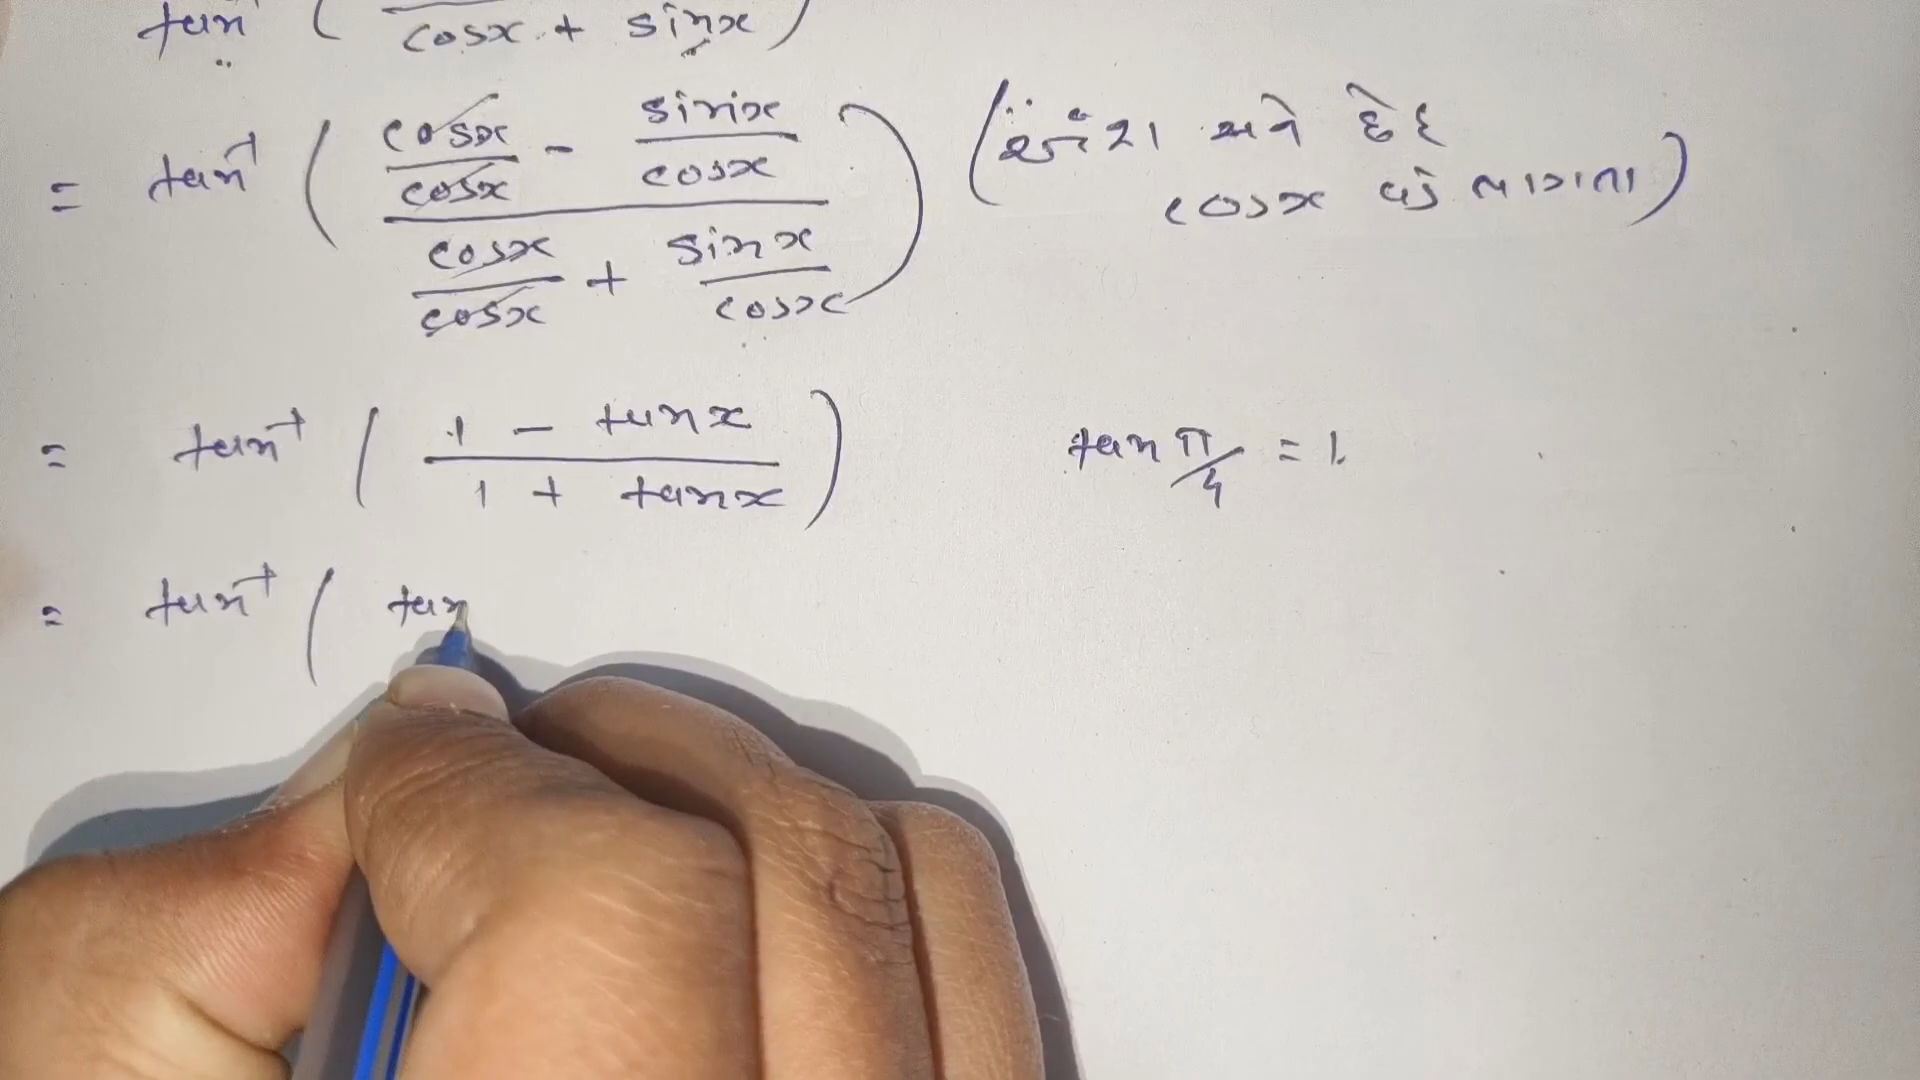 tan⁻¹ ( cosx + sinx )
= tan⁻¹ ( cosx/cosx - sinx/cosx / cosx/cosx + sinx/cosx ) (અંશ અને છેદ
cosx વડે ભાગતા)
= tan⁻¹ ( 1 - tanx / 1 + tanx ) tan π/4 = 1.
= tan⁻¹ ( tan